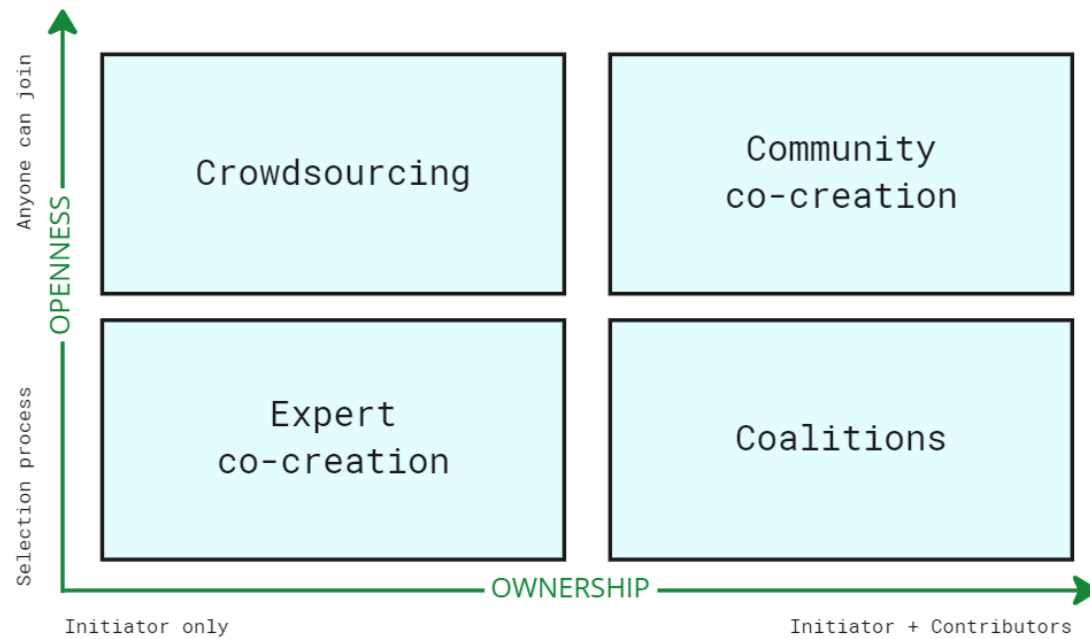 Anyone can join
OPENNESS
Selection process
Crowdsourcing
Community
co-creation
Expert
co-creation
Coalitions
OWNERSHIP
Initiator only
Initiator + Contributors